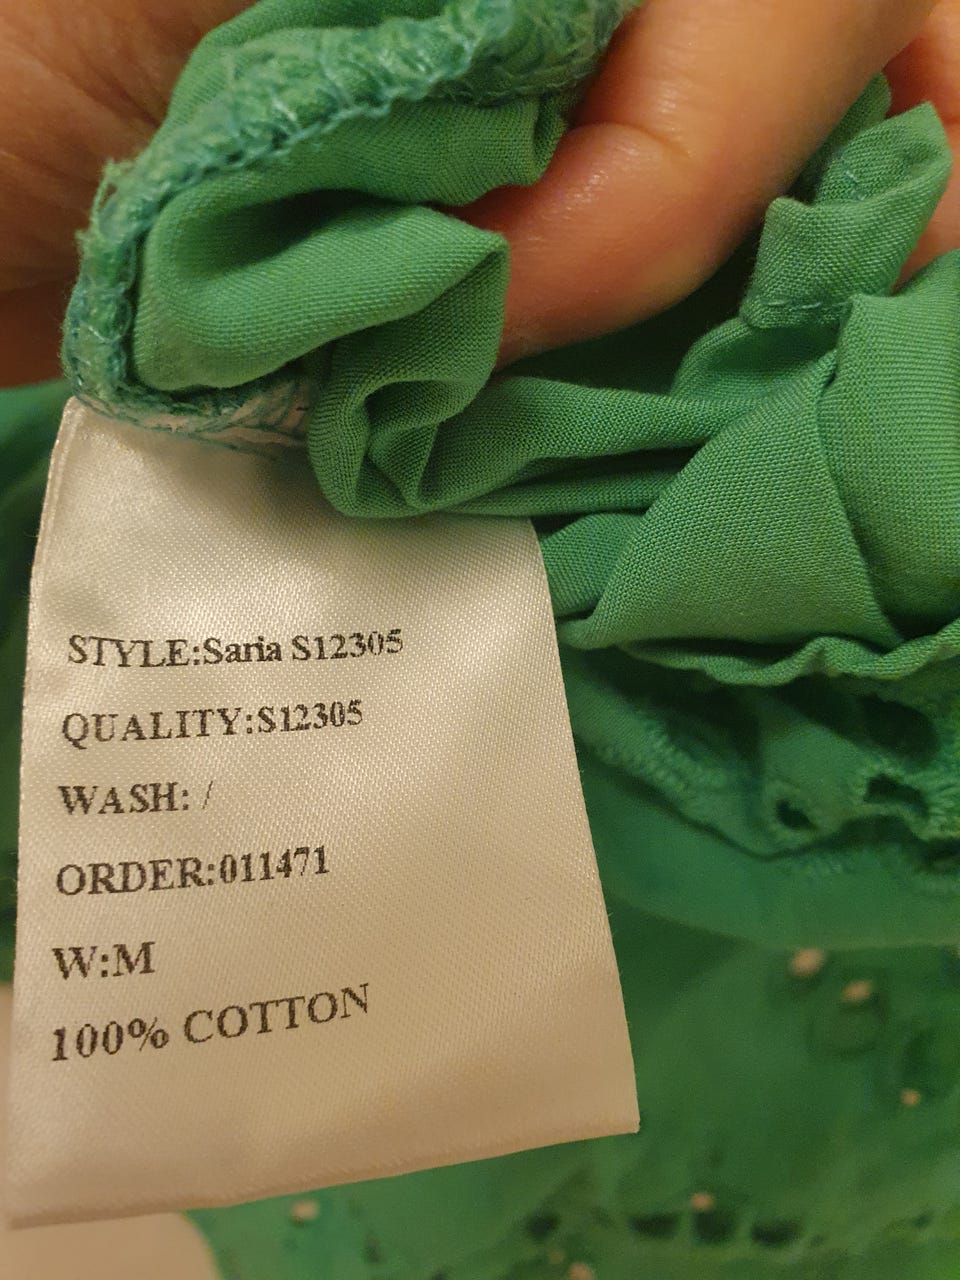 STYLE:Saria S12305
QUALITY:S12305
WASH: /
ORDER:011471
W:M
100% COTTON